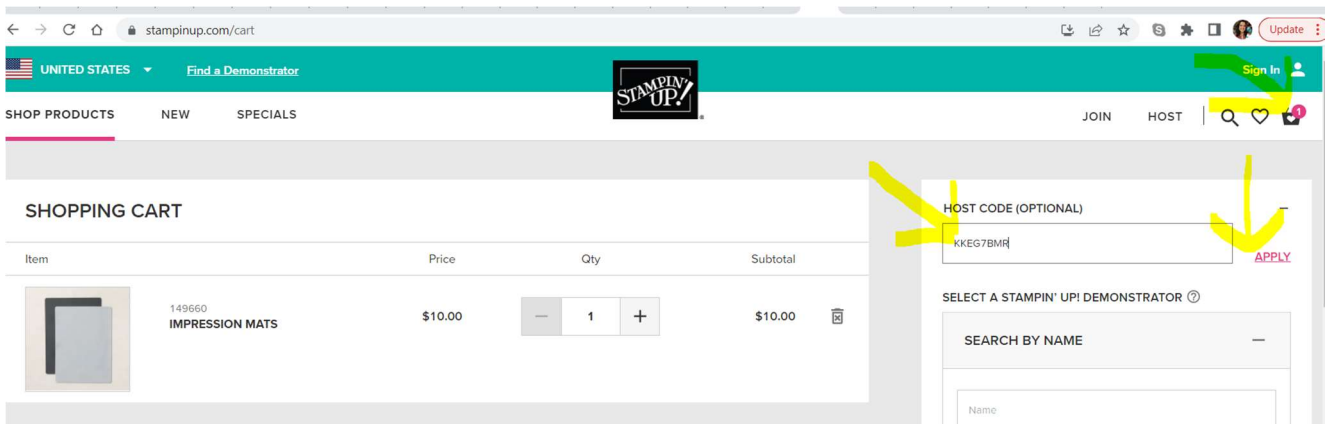 stampinup.com/cart
Update
UNITED STATES Find a Demonstrator
STAMPIN' UP!
Sign In
SHOP PRODUCTS NEW SPECIALS
JOIN HOST
1
SHOPPING CART
Item Price Qty Subtotal
149660
IMPRESSION MATS
$10.00 1 $10.00
HOST CODE (OPTIONAL)
KKEG7BMR
APPLY
SELECT A STAMPIN' UP! DEMONSTRATOR
SEARCH BY NAME
Name